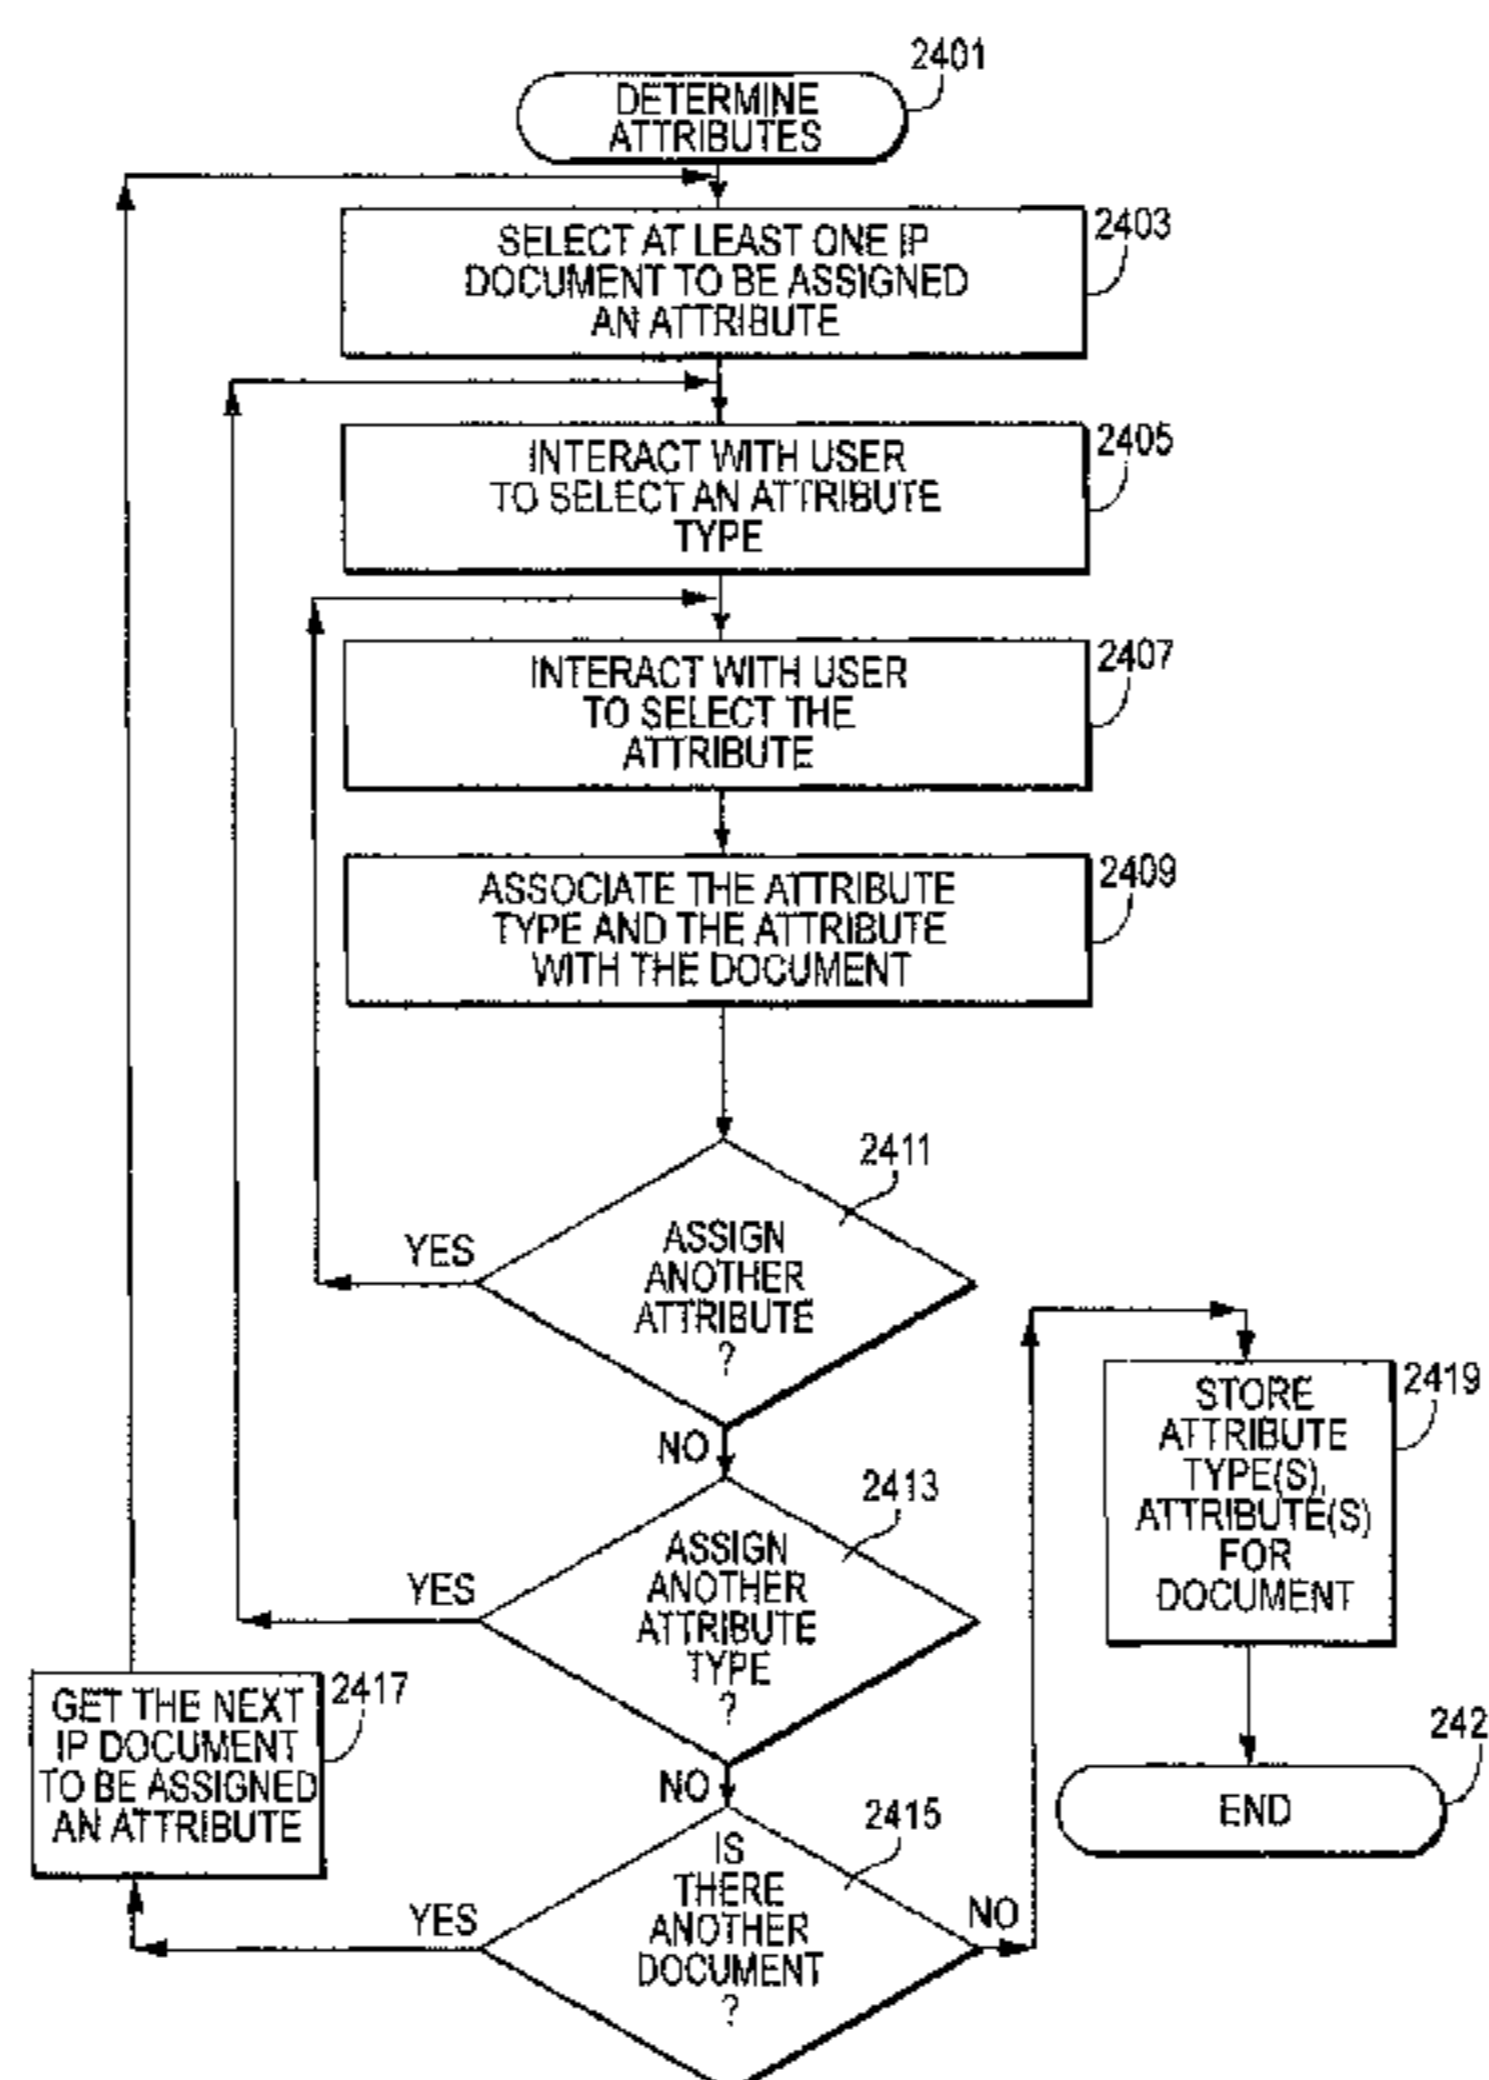 2401
DETERMINE
ATTRIBUTES
2403
SELECT AT LEAST ONE IP
DOCUMENT TO BE ASSIGNED
AN ATTRIBUTE
2405
INTERACT WITH USER
TO SELECT AN ATTRIBUTE
TYPE
2407
INTERACT WITH USER
TO SELECT THE
ATTRIBUTE
2409
ASSOCIATE THE ATTRIBUTE
TYPE AND THE ATTRIBUTE
WITH THE DOCUMENT
2411
ASSIGN
ANOTHER
ATTRIBUTE
?
YES
NO
2413
ASSIGN
ANOTHER
ATTRIBUTE
TYPE
?
YES
NO
2415
IS
THERE
ANOTHER
DOCUMENT
?
YES
NO
2417
GET THE NEXT
IP DOCUMENT
TO BE ASSIGNED
AN ATTRIBUTE
2419
STORE
ATTRIBUTE
TYPE(S),
ATTRIBUTE(S)
FOR
DOCUMENT
242
END